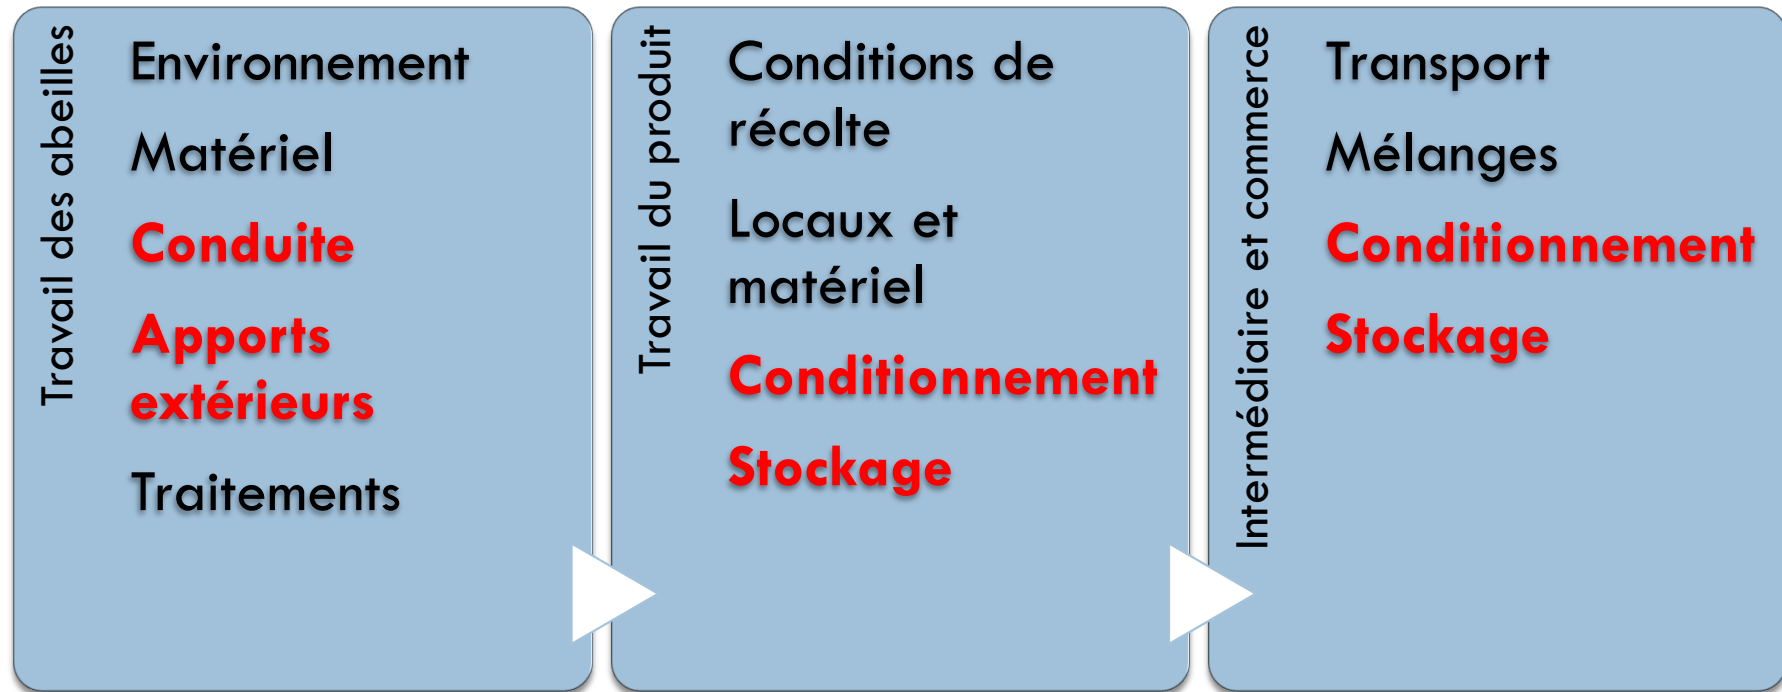 Travail des abeilles
Environnement
Matériel
Conduite
Apports
extérieurs
Traitements
Travail du produit
Conditions de
récolte
Locaux et
matériel
Conditionnement
Stockage
Intermédiaire et commerce
Transport
Mélanges
Conditionnement
Stockage